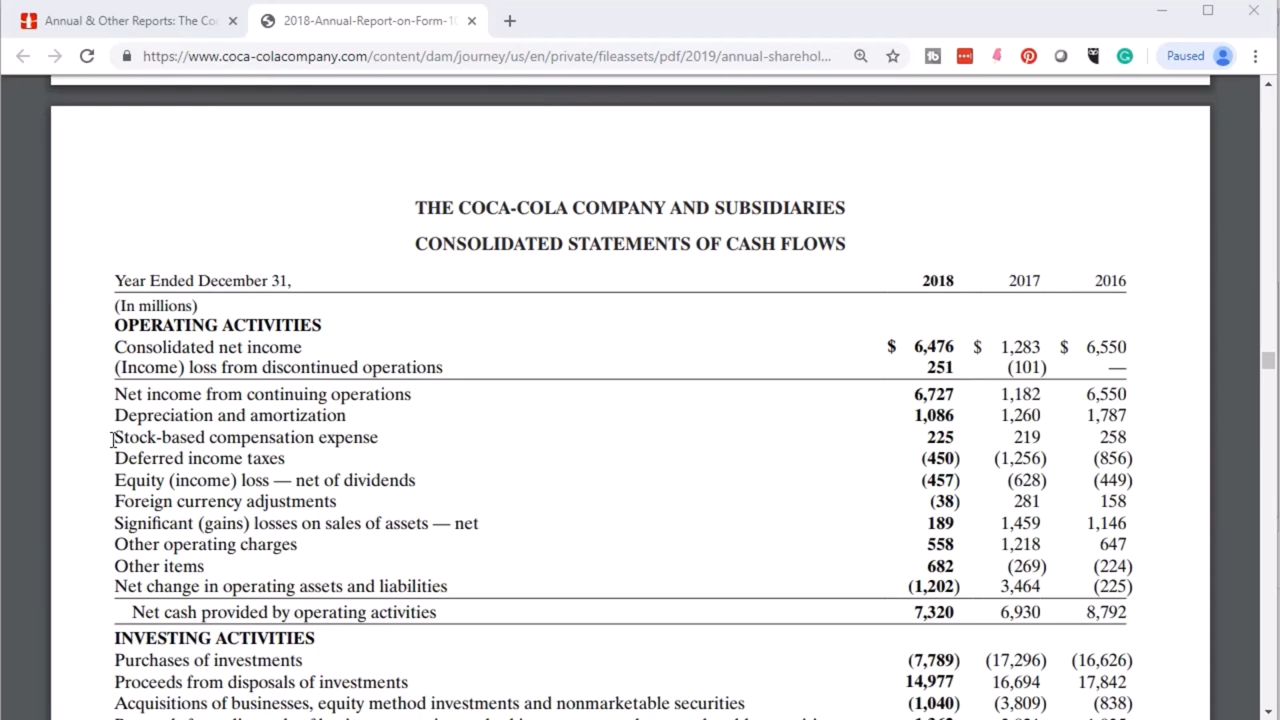 Annual & Other Reports: The Co
2018-Annual-Report-on-Form-10
https://www.coca-colacompany.com/content/dam/journey/us/en/private/fileassets/pdf/2019/annual-sharehol...
Paused
THE COCA-COLA COMPANY AND SUBSIDIARIES
CONSOLIDATED STATEMENTS OF CASH FLOWS
Year Ended December 31, 2018 2017 2016
(In millions)
OPERATING ACTIVITIES
Consolidated net income $ 6,476 $ 1,283 $ 6,550
(Income) loss from discontinued operations 251 (101) —
Net income from continuing operations 6,727 1,182 6,550
Depreciation and amortization 1,086 1,260 1,787
Stock-based compensation expense 225 219 258
Deferred income taxes (450) (1,256) (856)
Equity (income) loss — net of dividends (457) (628) (449)
Foreign currency adjustments (38) 281 158
Significant (gains) losses on sales of assets — net 189 1,459 1,146
Other operating charges 558 1,218 647
Other items 682 (269) (224)
Net change in operating assets and liabilities (1,202) 3,464 (225)
Net cash provided by operating activities 7,320 6,930 8,792
INVESTING ACTIVITIES
Purchases of investments (7,789) (17,296) (16,626)
Proceeds from disposals of investments 14,977 16,694 17,842
Acquisitions of businesses, equity method investments and nonmarketable securities (1,040) (3,809) (838)